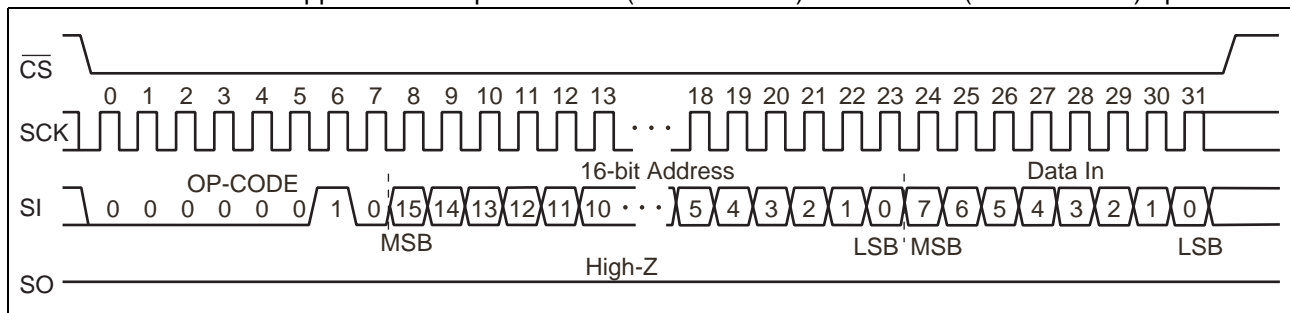 CS
0 1 2 3 4 5 6 7 8 9 10 11 12 13 18 19 20 21 22 23 24 25 26 27 28 29 30 31
SCK ···
OP-CODE 16-bit Address Data In
SI 0 0 0 0 0 0 1 0 15 14 13 12 11 10 ··· 5 4 3 2 1 0 7 6 5 4 3 2 1 0
MSB LSB MSB LSB
High-Z
SO